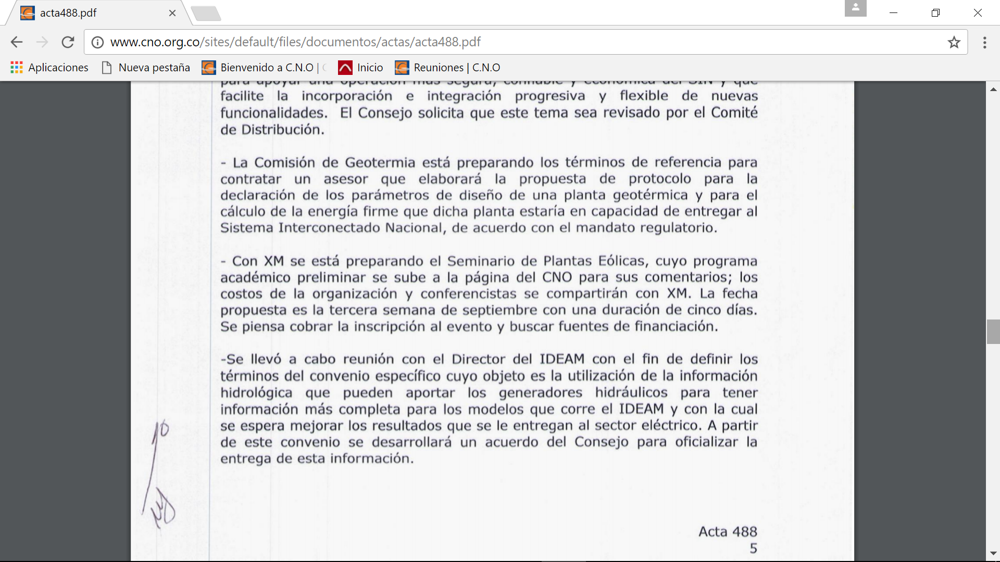 acta488.pdf
www.cno.org.co/sites/default/files/documentos/actas/acta488.pdf
Aplicaciones Nueva pestaña Bienvenido a C.N.O | Inicio Reuniones | C.N.O
para apoyar una operación más segura, confiable y económica del SIN y que
facilite la incorporación e integración progresiva y flexible de nuevas
funcionalidades. El Consejo solicita que este tema sea revisado por el Comité
de Distribución.
- La Comisión de Geotermia está preparando los términos de referencia para
contratar un asesor que elaborará la propuesta de protocolo para la
declaración de los parámetros de diseño de una planta geotérmica y para el
cálculo de la energía firme que dicha planta estaría en capacidad de entregar al
Sistema Interconectado Nacional, de acuerdo con el mandato regulatorio.
- Con XM se está preparando el Seminario de Plantas Eólicas, cuyo programa
académico preliminar se sube a la página del CNO para sus comentarios; los
costos de la organización y conferencistas se compartirán con XM. La fecha
propuesta es la tercera semana de septiembre con una duración de cinco días.
Se piensa cobrar la inscripción al evento y buscar fuentes de financiación.
-Se llevó a cabo reunión con el Director del IDEAM con el fin de definir los
términos del convenio específico cuyo objeto es la utilización de la información
hidrológica que pueden aportar los generadores hidráulicos para tener
información más completa para los modelos que corre el IDEAM y con la cual
se espera mejorar los resultados que se le entregan al sector eléctrico. A partir
de este convenio se desarrollará un acuerdo del Consejo para oficializar la
entrega de esta información.
Acta 488
5